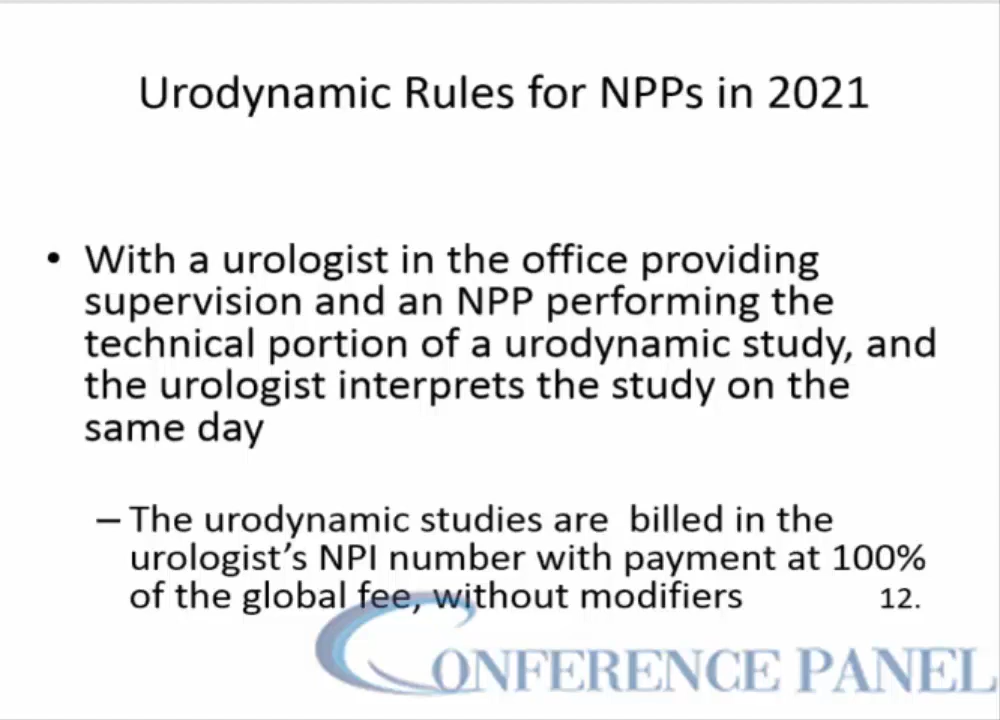 Urodynamic Rules for NPPs in 2021
• With a urologist in the office providing
supervision and an NPP performing the
technical portion of a urodynamic study, and
the urologist interprets the study on the
same day
– The urodynamic studies are  billed in the
urologist’s NPI number with payment at 100%
of the global fee, without modifiers
12.
CONFERENCE PANEL